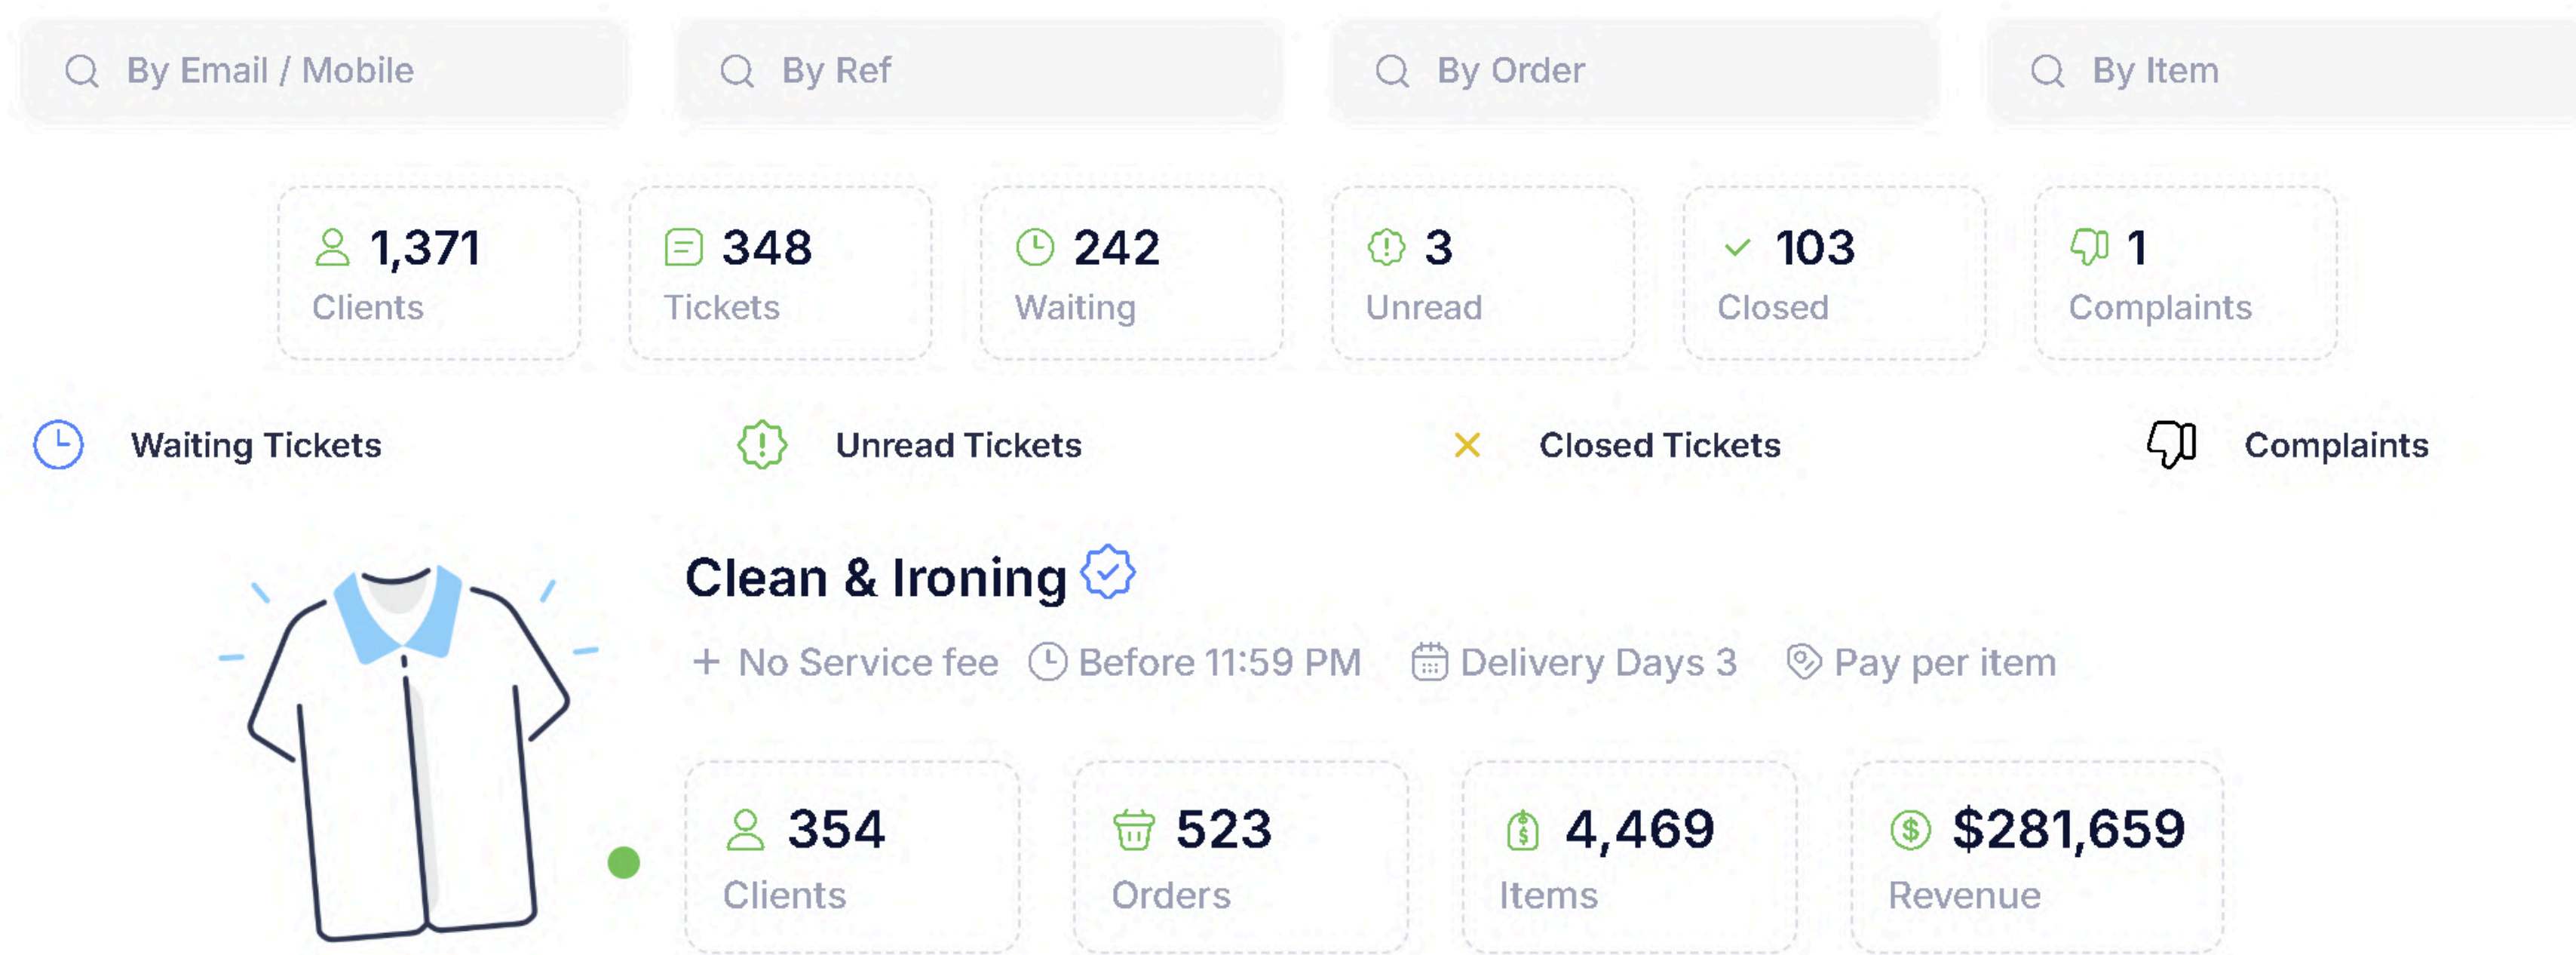 By Email / Mobile By Ref By Order By Item
1,371 348 242 3 103 1
Clients Tickets Waiting Unread Closed Complaints
Waiting Tickets Unread Tickets Closed Tickets Complaints
Clean & Ironing
+ No Service fee Before 11:59 PM Delivery Days 3 Pay per item
354 523 4,469 $281,659
Clients Orders Items Revenue